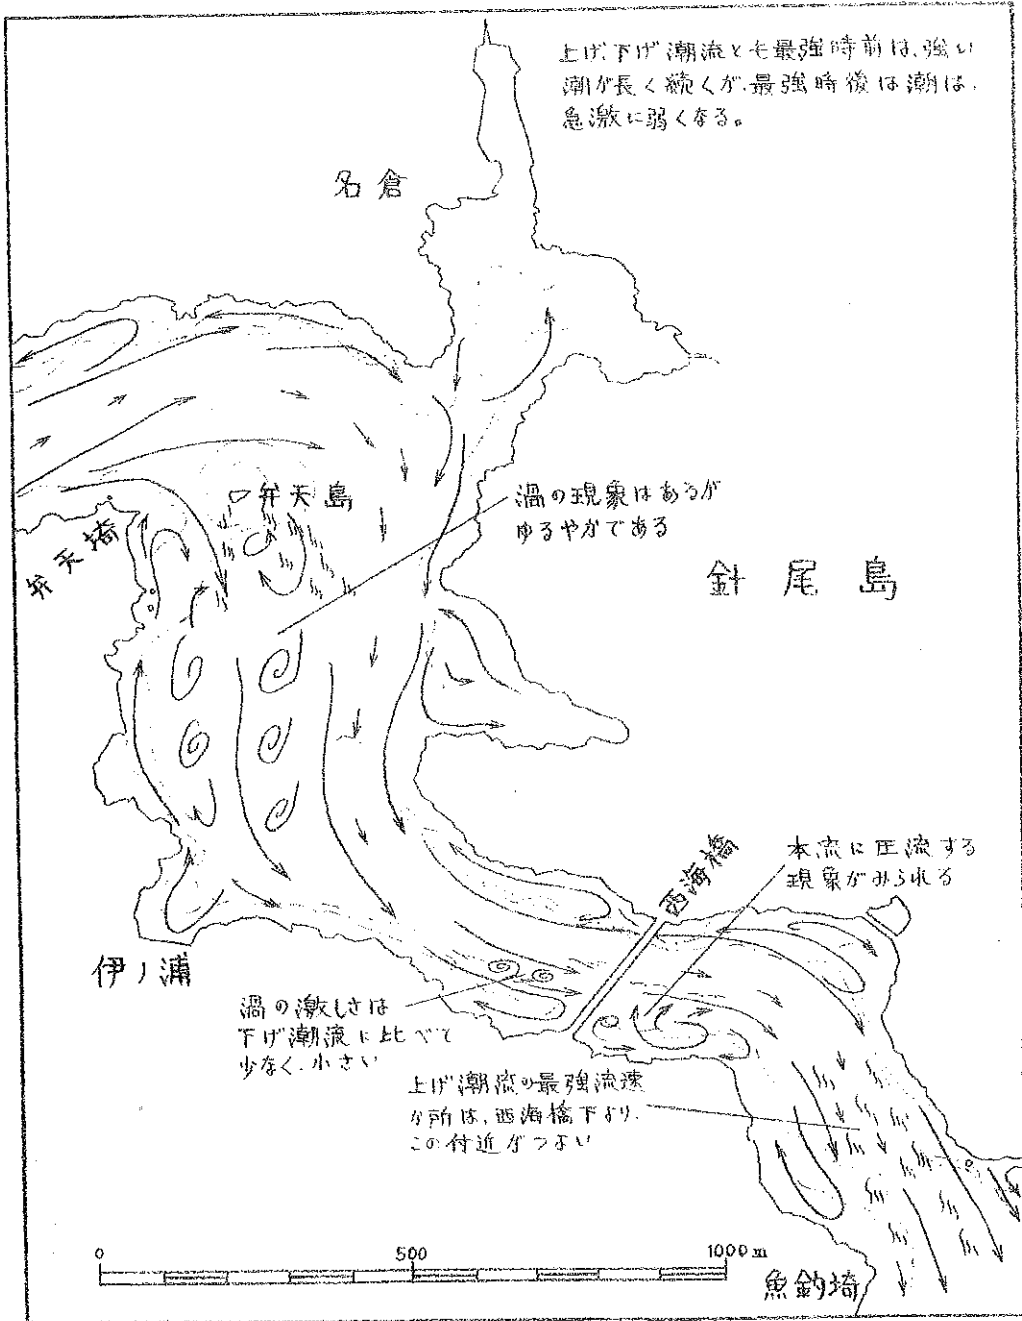 上げ、下げ潮流とも最強時前は、強い
潮が長く続くが、最強時後は潮は、
急激に弱くなる。
名倉
弁天島
渦の現象はあるが
ゆるやかである
弁天橋
針尾島
西海橋
本流に圧流する
現象がみられる
伊ノ浦
渦の激しさは
下げ潮流に比べて
少なく、小さい
上げ潮流の最強流速
な所は、西海橋下より、
この付近がつよい
0 500 1000m
魚釣埼